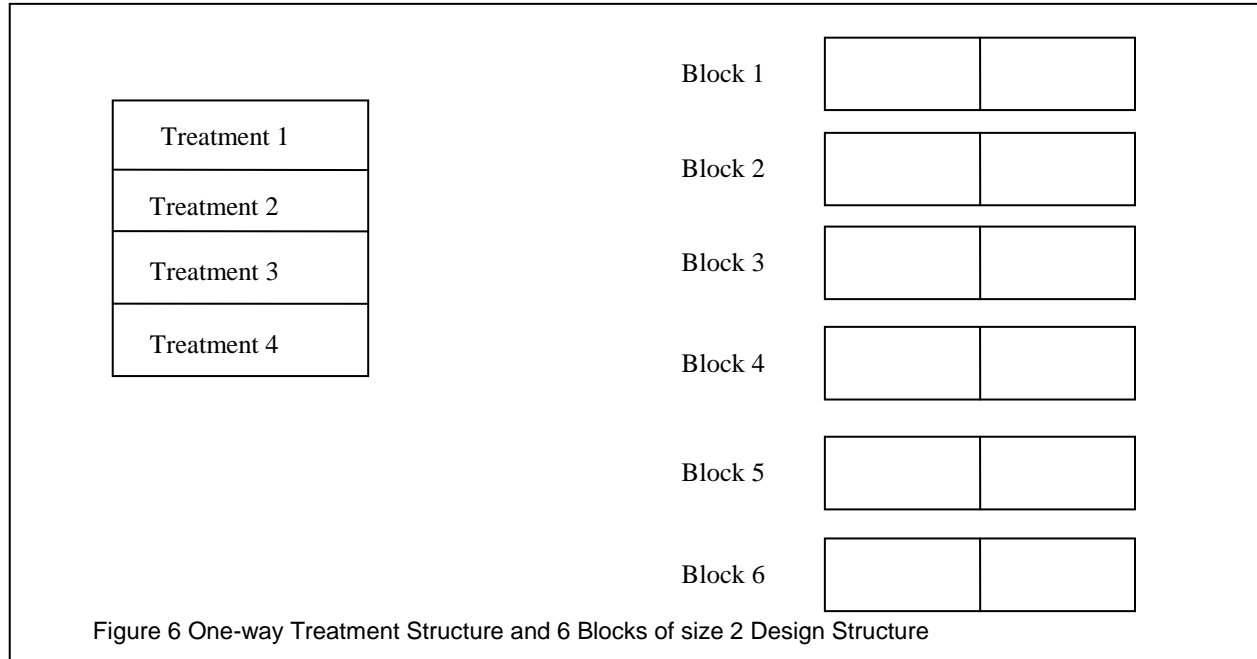 Treatment 1
Treatment 2
Treatment 3
Treatment 4
Block 1
Block 2
Block 3
Block 4
Block 5
Block 6
Figure 6 One-way Treatment Structure and 6 Blocks of size 2 Design Structure